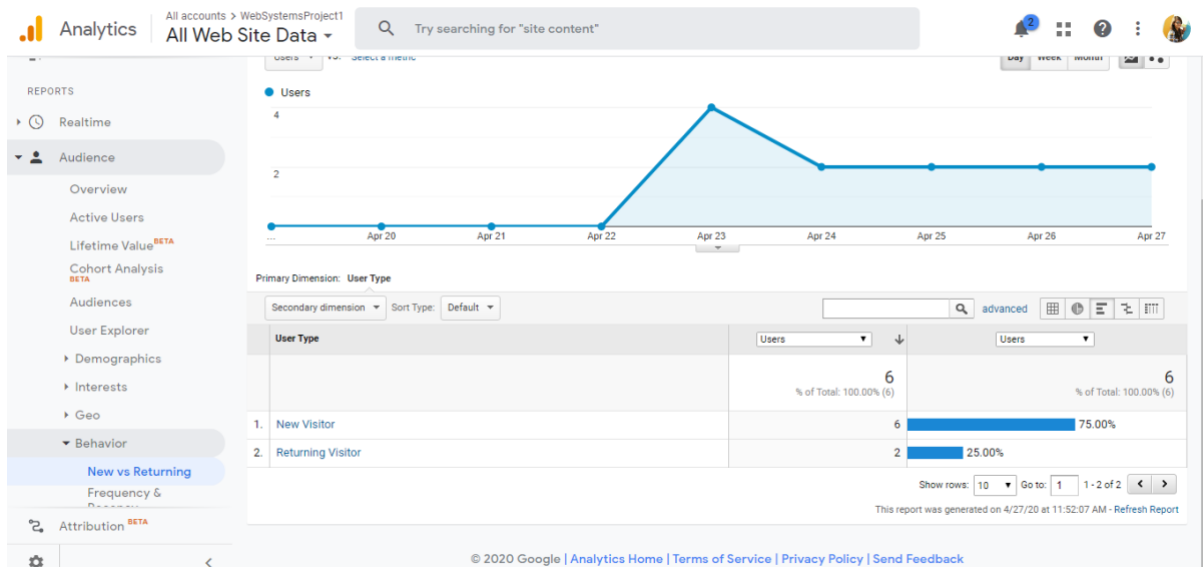 Analytics
All accounts > WebSystemsProject1
All Web Site Data
Try searching for "site content"
2
REPORTS
Realtime
Audience
Overview
Active Users
Lifetime Value BETA
Cohort Analysis
BETA
Audiences
User Explorer
Demographics
Interests
Geo
Behavior
New vs Returning
Frequency &
Attribution BETA
Users VS. Select a metric
Day Week Month
Users
4
2
... Apr 20 Apr 21 Apr 22 Apr 23 Apr 24 Apr 25 Apr 26 Apr 27
Primary Dimension: User Type
Secondary dimension Sort Type: Default advanced
User Type Users Users
6 6
% of Total: 100.00% (6) % of Total: 100.00% (6)
1. New Visitor 6 75.00%
2. Returning Visitor 2 25.00%
Show rows: 10 Go to: 1 1 - 2 of 2
This report was generated on 4/27/20 at 11:52:07 AM - Refresh Report
© 2020 Google | Analytics Home | Terms of Service | Privacy Policy | Send Feedback